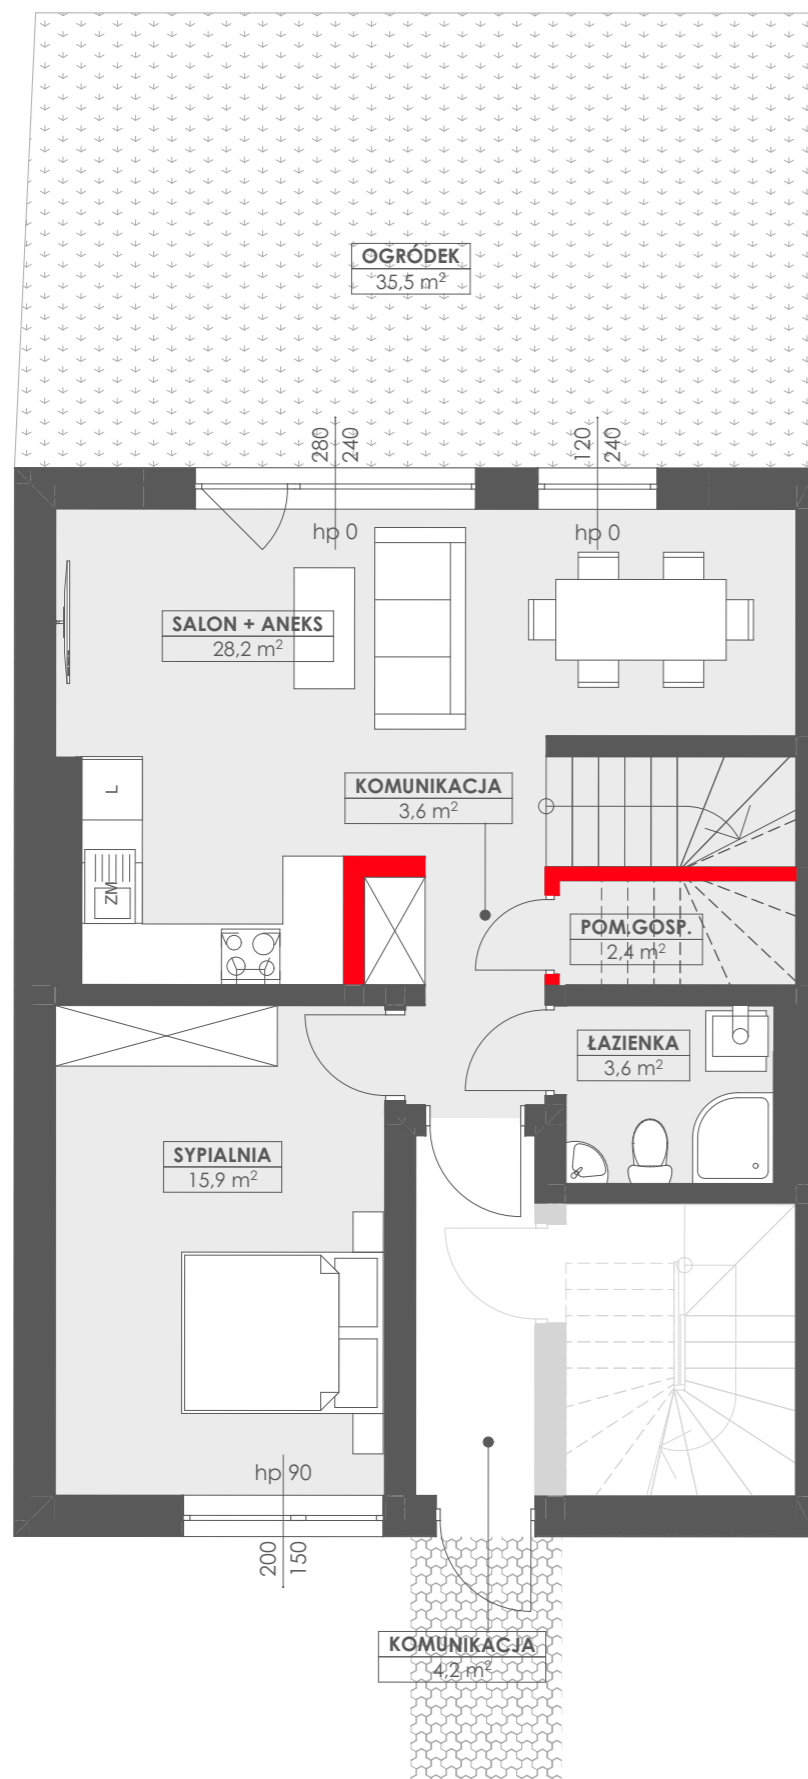 OGRÓDEK
35,5 m²
280
240
120
240
hp 0
hp 0
SALON + ANEKS
28,2 m²
KOMUNIKACJA
3,6 m²
L
ZM
POM.GOSP.
2,4 m²
ŁAZIENKA
3,6 m²
SYPIALNIA
15,9 m²
hp 90
200
150
KOMUNIKACJA
4,2 m²